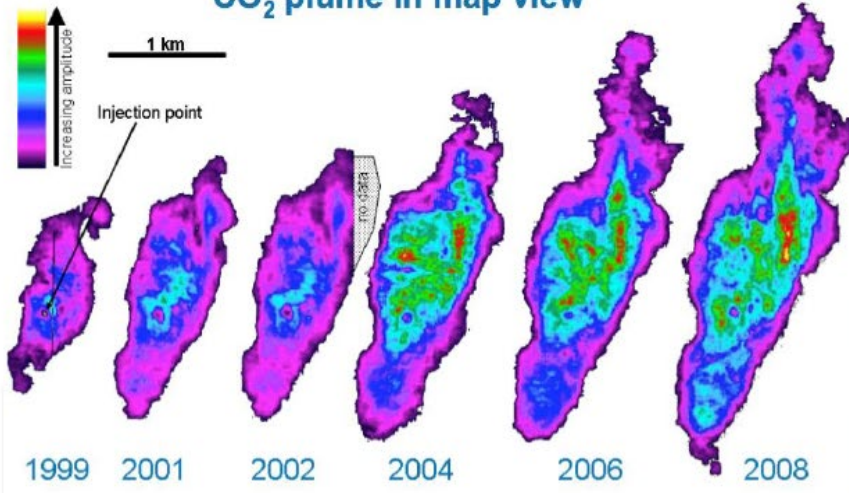 CO₂ plume in map view
Increasing amplitude
1 km
Injection point
no data
1999 2001 2002 2004 2006 2008